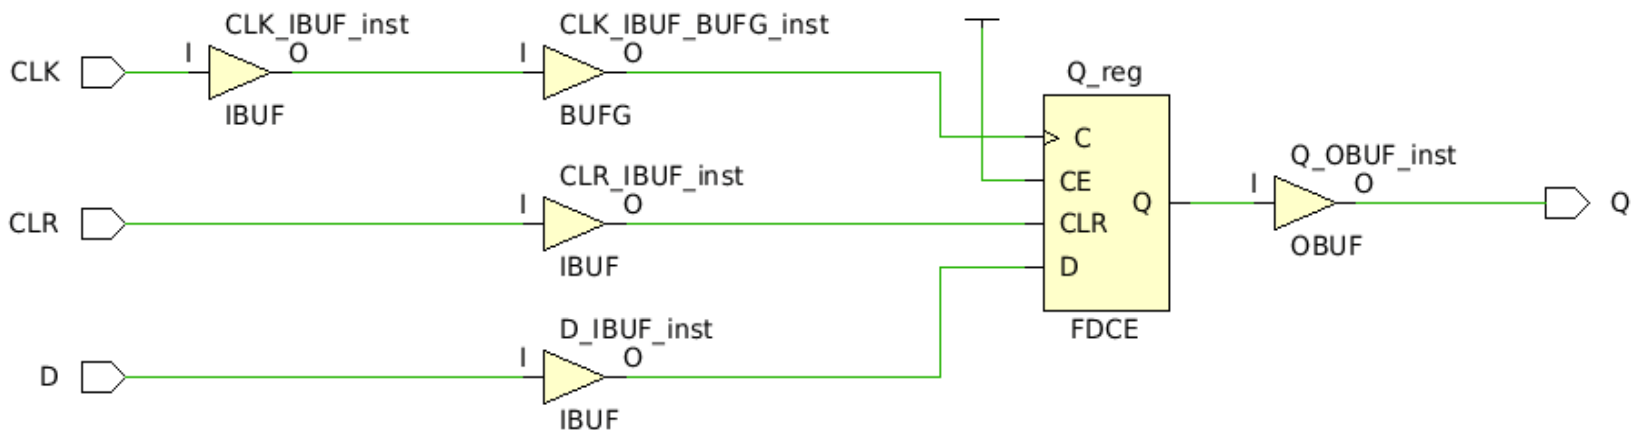 CLK_IBUF_inst
CLK_IBUF_BUFG_inst
CLK
I
O
I
O
IBUF
BUFG
Q_reg
C
CE
CLR
D
Q
FDCE
CLR_IBUF_inst
CLR
I
O
IBUF
Q_OBUF_inst
I
O
OBUF
Q
D_IBUF_inst
D
I
O
IBUF